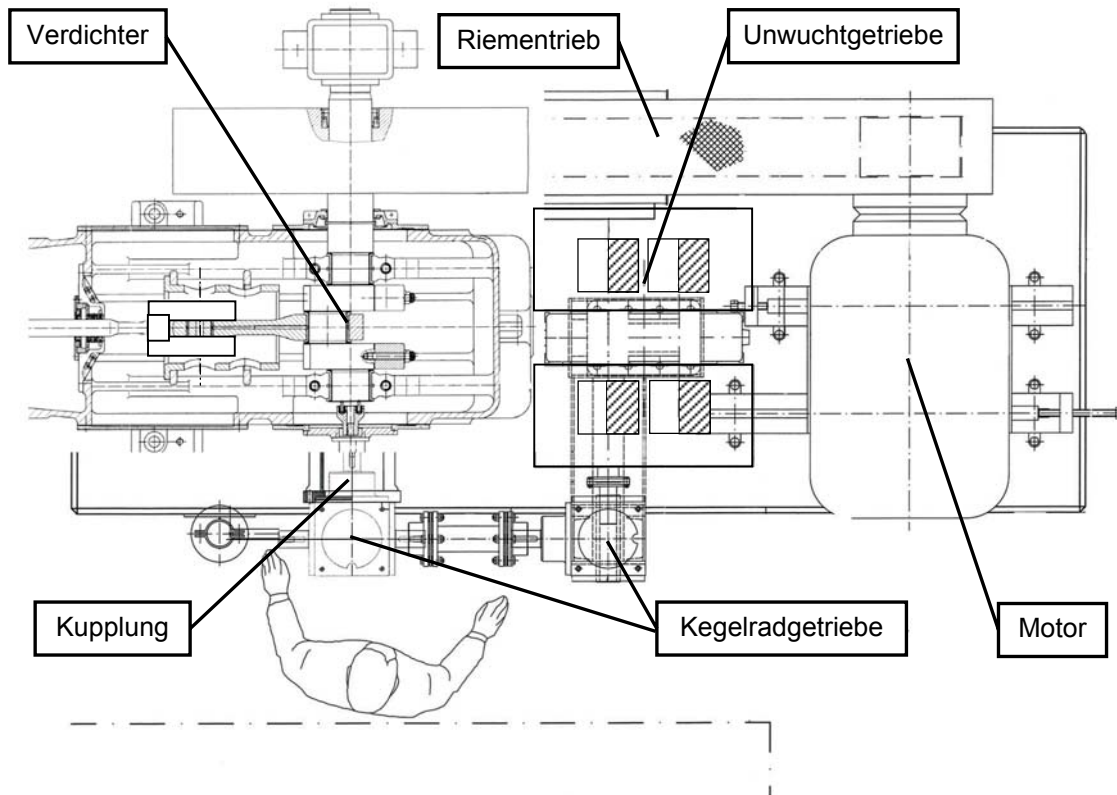 Verdichter
Riementrieb
Unwuchtgetriebe
Kupplung
Kegelradgetriebe
Motor